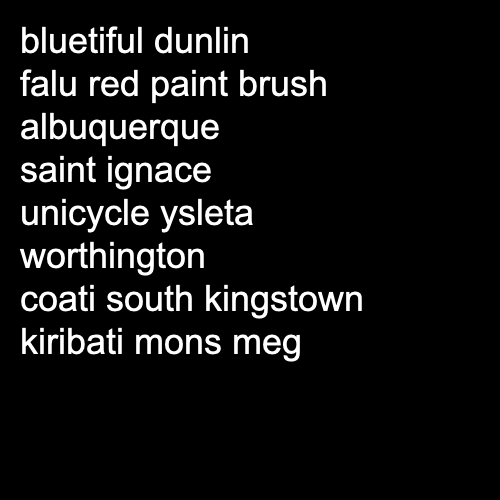 bluetiful dunlin
falu red paint brush
albuquerque
saint ignace
unicycle ysleta
worthington
coati south kingstown
kiribati mons meg